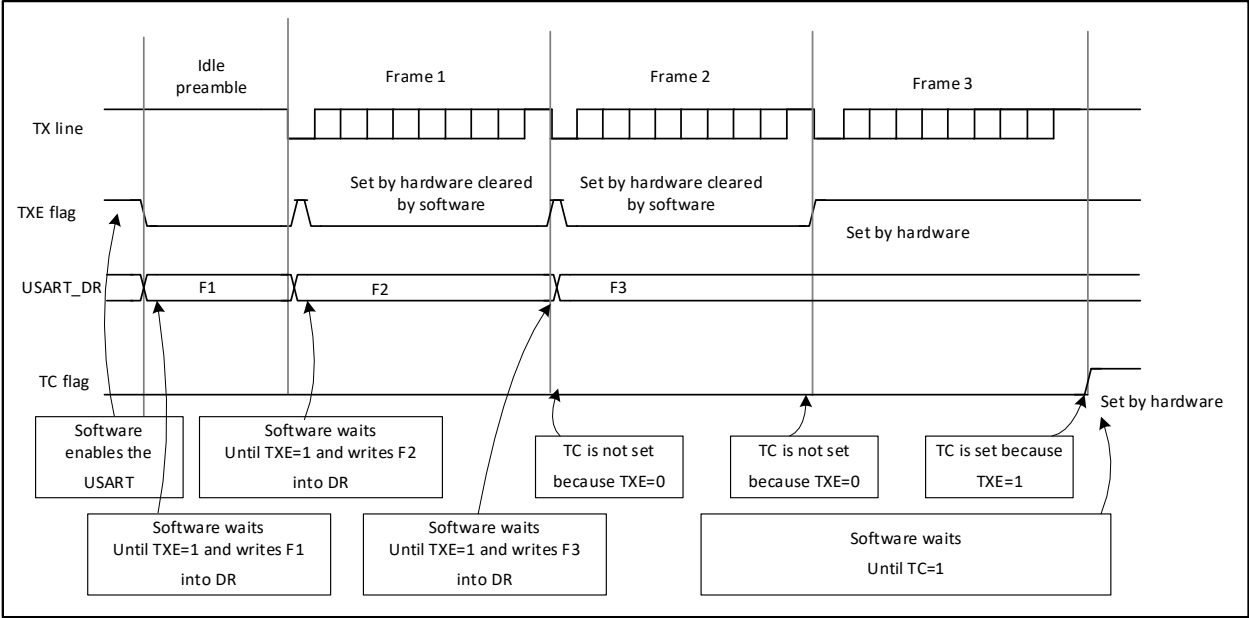 Idle
preamble
Frame 1
Frame 2
Frame 3
TX line
Set by hardware cleared
by software
Set by hardware cleared
by software
TXE flag
Set by hardware
USART_DR
F1
F2
F3
TC flag
Set by hardware
Software
enables the
USART
Software waits
Until TXE=1 and writes F2
into DR
TC is not set
because TXE=0
TC is not set
because TXE=0
TC is set because
TXE=1
Software waits
Until TXE=1 and writes F1
into DR
Software waits
Until TXE=1 and writes F3
into DR
Software waits
Until TC=1